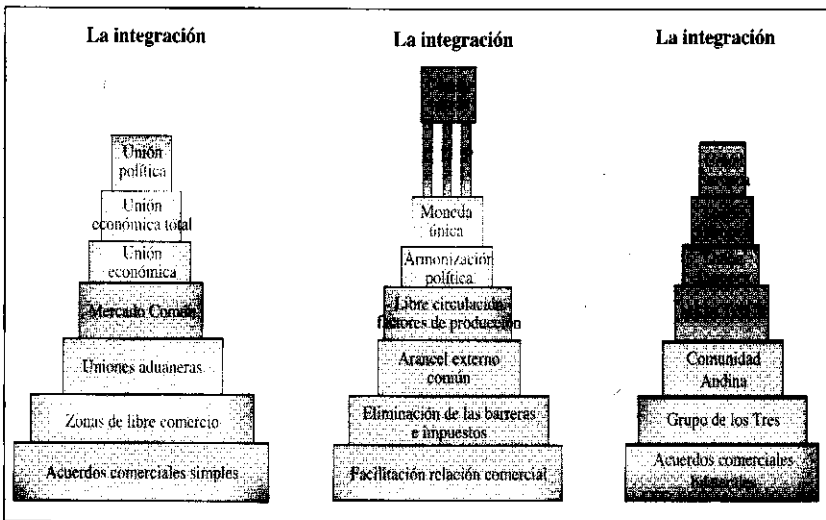 La integración
Unión
política
Unión
económica total
Unión
económica
Mercado Común
Uniones aduaneras
Zonas de libre comercio
Acuerdos comerciales simples
La integración
Moneda
única
Armonización
política
Libre circulación
factores de producción
Arancel externo
común
Eliminación de las barreras
e impuestos
Facilitación relación comercial
La integración
Comunidad
Andina
Grupo de los Tres
Acuerdos comerciales